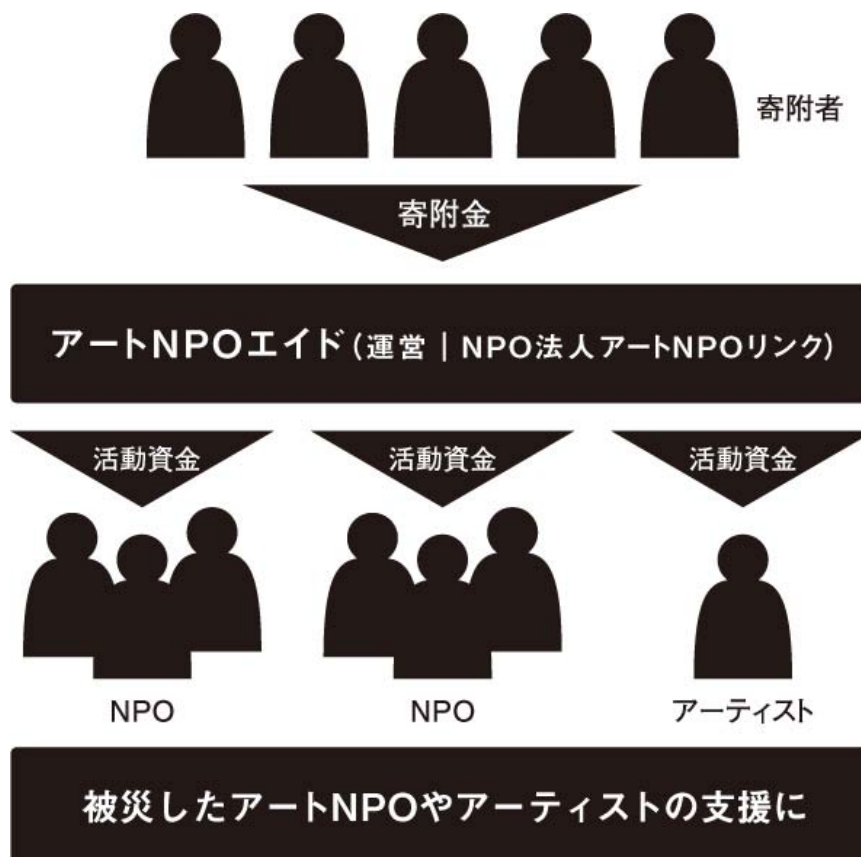 寄附者
寄附金
アートNPOエイド（運営｜NPO法人アートNPOリンク）
活動資金
活動資金
活動資金
NPO
NPO
アーティスト
被災したアートNPOやアーティストの支援に